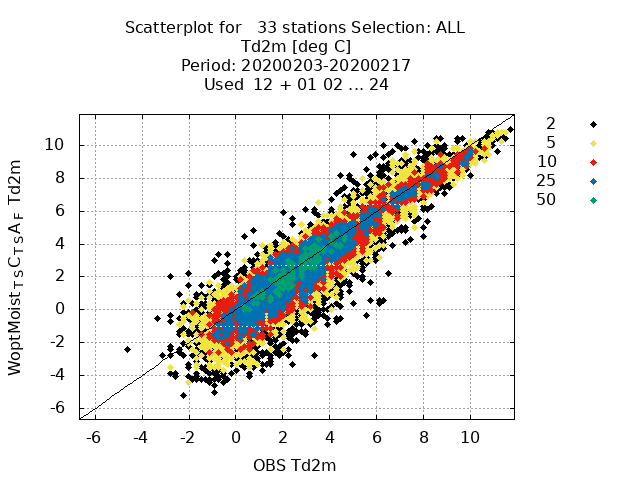 Scatterplot for   33 stations Selection: ALL
Td2m [deg C]
Period: 20200203-20200217
Used  12 + 01 02 ... 24
2
5
10
25
50
10
8
6
4
2
0
-2
-4
-6
WoptMoist T S C T S A F  Td2m
-6 -4 -2 0 2 4 6 8 10
OBS Td2m